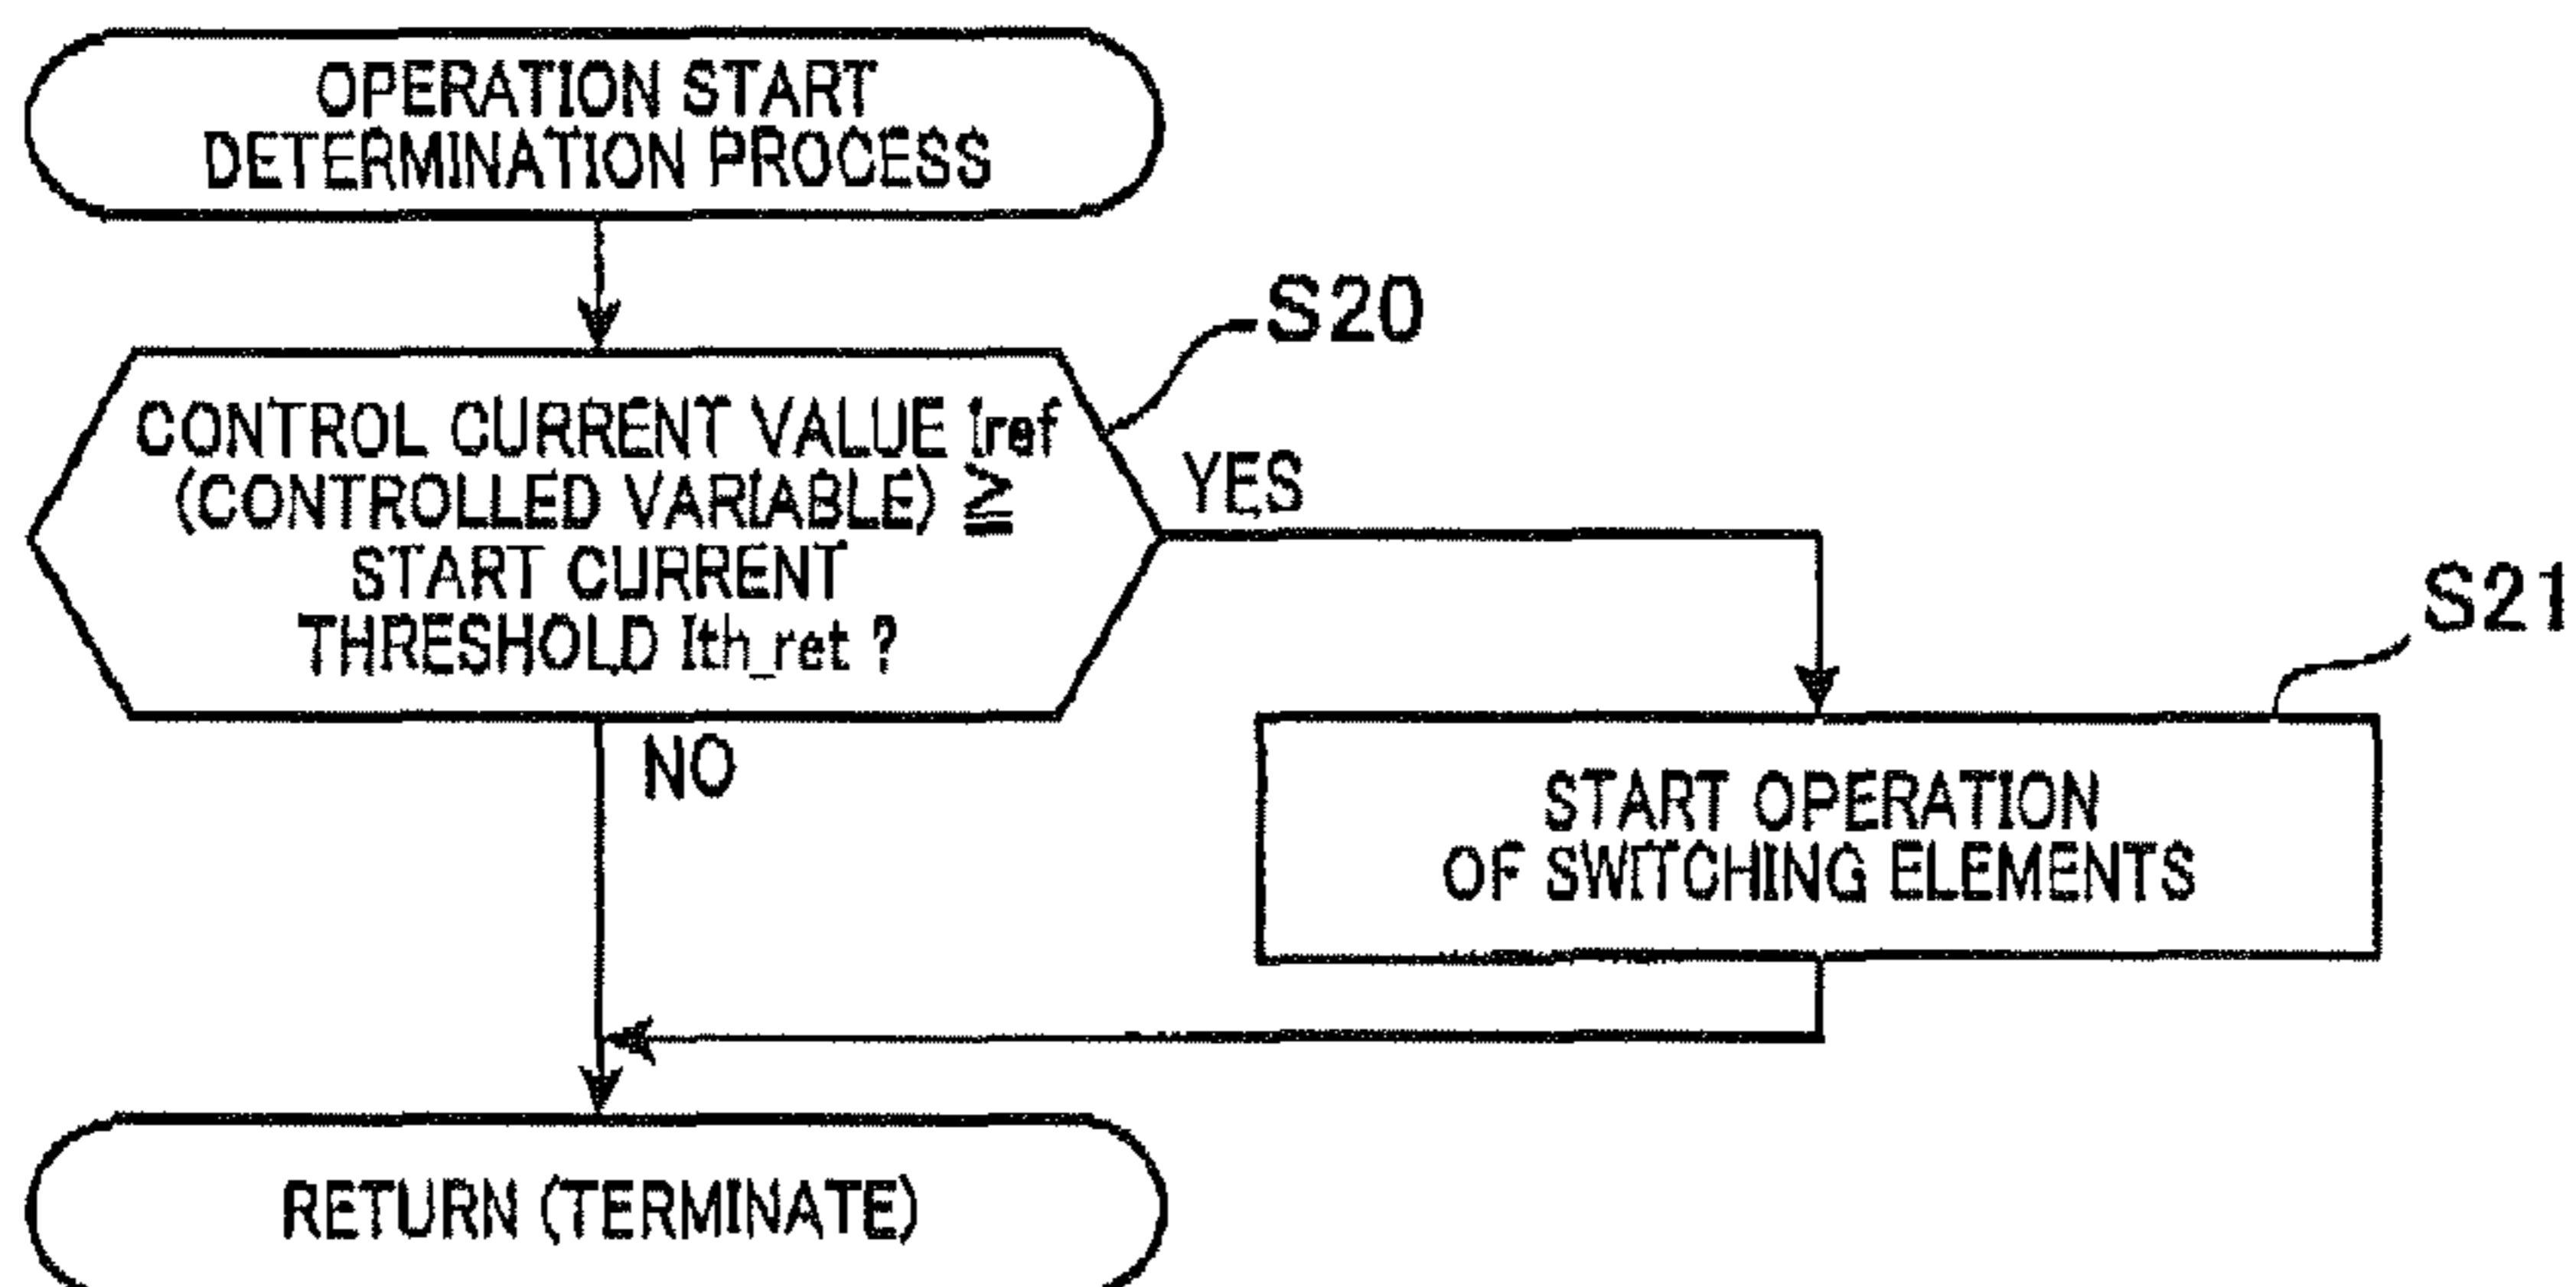 OPERATION START
DETERMINATION PROCESS
S20
CONTROL CURRENT VALUE Iref
(CONTROLLED VARIABLE) ≧
START CURRENT
THRESHOLD Ith_ret ?
YES
NO
S21
START OPERATION
OF SWITCHING ELEMENTS
RETURN (TERMINATE)